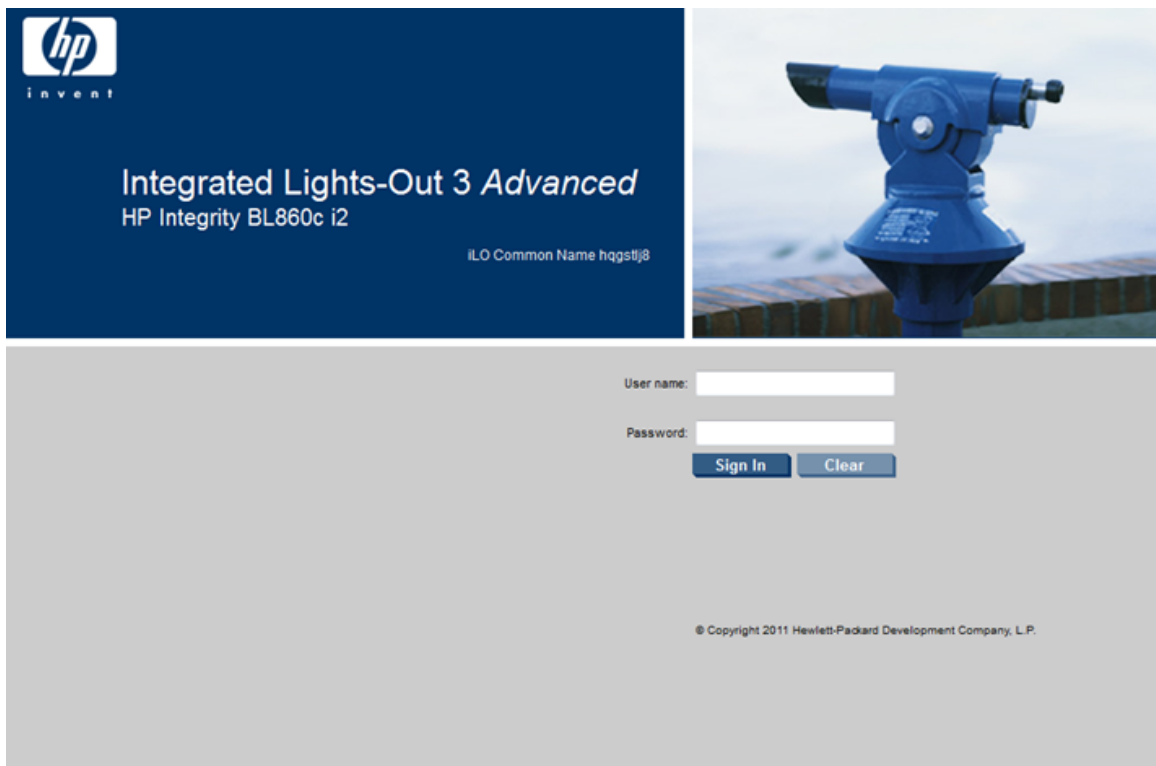 hp
invent
Integrated Lights-Out 3 Advanced
HP Integrity BL860c i2
iLO Common Name hqgstlj8
User name:
Password:
Sign In Clear
© Copyright 2011 Hewlett-Packard Development Company, L.P.